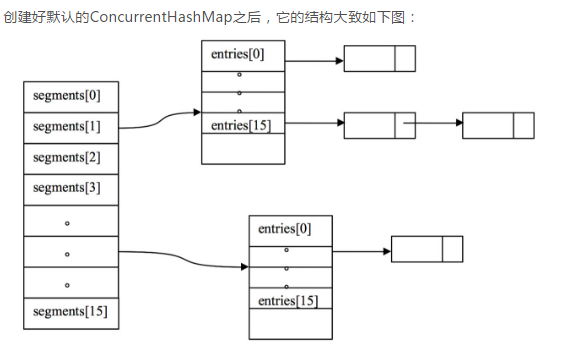 创建好默认的ConcurrentHashMap之后，它的结构大致如下图：
entries[0]
segments[0]
segments[1]
entries[15]
segments[2]
segments[3]
entries[0]
entries[15]
segments[15]